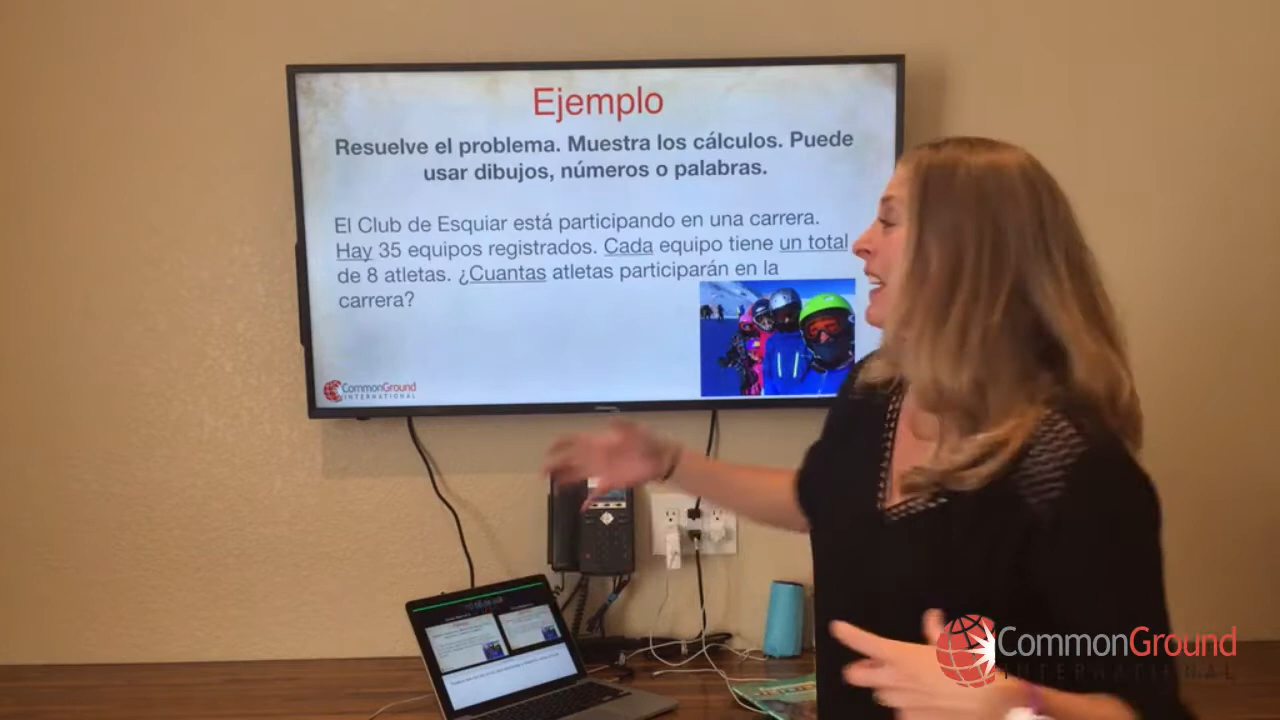 Ejemplo
Resuelve el problema. Muestra los cálculos. Puede
usar dibujos, números o palabras.
El Club de Esquiar está participando en una carrera.
Hay 35 equipos registrados. Cada equipo tiene un total
de 8 atletas. ¿Cuantas atletas participarán en la
carrera?
CommonGround
INTERNATIONAL
CommonGround
INTERNATIONAL